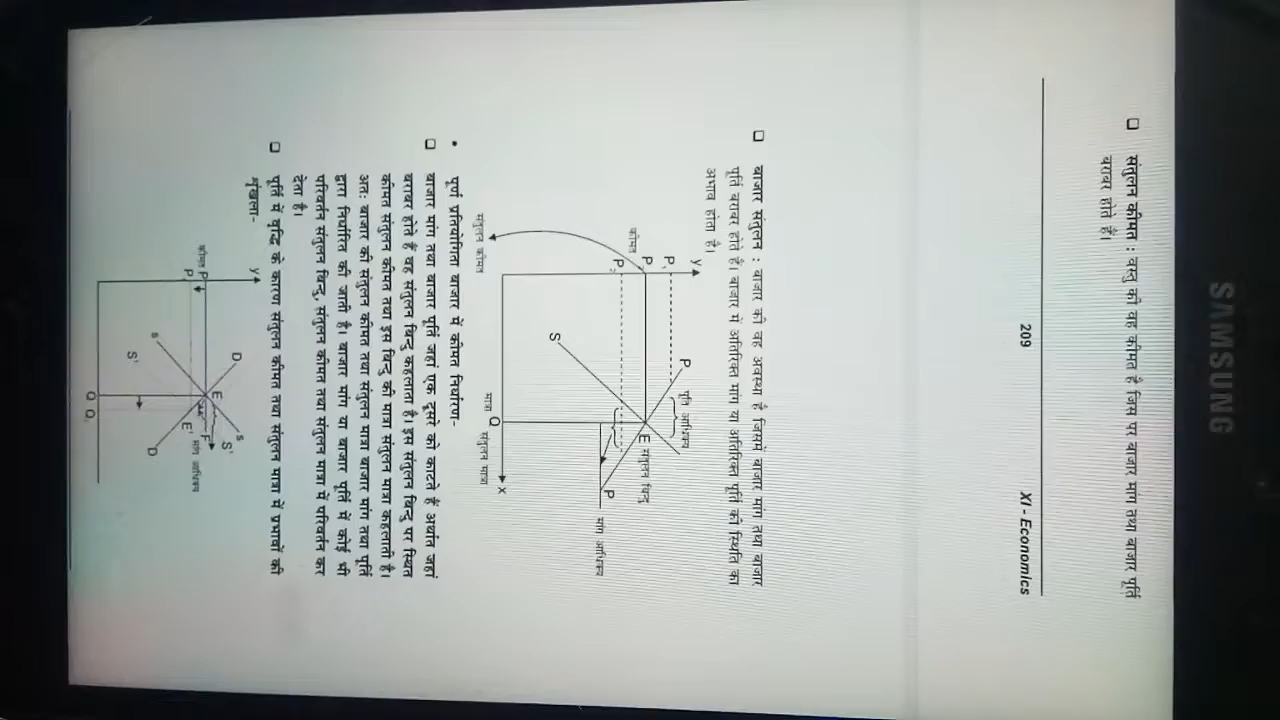 SAMSUNG
❑ संतुलन कीमत : वस्तु की वह कीमत है जिस पर बाजार मांग तथा बाजार पूर्ति
बराबर होते हैं।
209
XI - Economics
❑ बाजार संतुलन : बाजार की वह अवस्था है जिसमें बाजार मांग तथा बाजार
पूर्ति बराबर होते हैं। बाजार में अतिरिक्त मांग या अतिरिक्त पूर्ति की स्थिति का
अभाव होता है।
y
P₁
P
पूर्ति आधिक्य
कीमत P
E संतुलन बिन्दु
P₂
P
मांग आधिक्य
S
संतुलन कीमत
Q
x
मात्रा
संतुलन मात्रा
• पूर्ण प्रतियोगिता बाजार में कीमत निर्धारण-
❑ बाजार मांग तथा बाजार पूर्ति जहां एक दूसरे को काटते हैं अर्थात जहां
बराबर होते हैं वह संतुलन बिन्दु कहलाता है। इस संतुलन बिन्दु पर स्थित
कीमत संतुलन कीमत तथा इस बिन्दु की मात्रा संतुलन मात्रा कहलाती है।
अतः बाजार की संतुलन कीमत तथा संतुलन मात्रा बाजार मांग तथा पूर्ति
द्वारा निर्धारित की जाती है। बाजार मांग या बाजार पूर्ति में कोई भी
परिवर्तन संतुलन बिन्दु, संतुलन कीमत तथा संतुलन मात्रा में परिवर्तन कर
देता है।
❑ पूर्ति में वृद्धि के कारण संतुलन कीमत तथा संतुलन मात्रा में प्रभावों की
शृंखला-
y
D
s
S'
कीमत P
E
F
P₁
E'
मांग आधिक्य
s
D
S'
Q Q₁